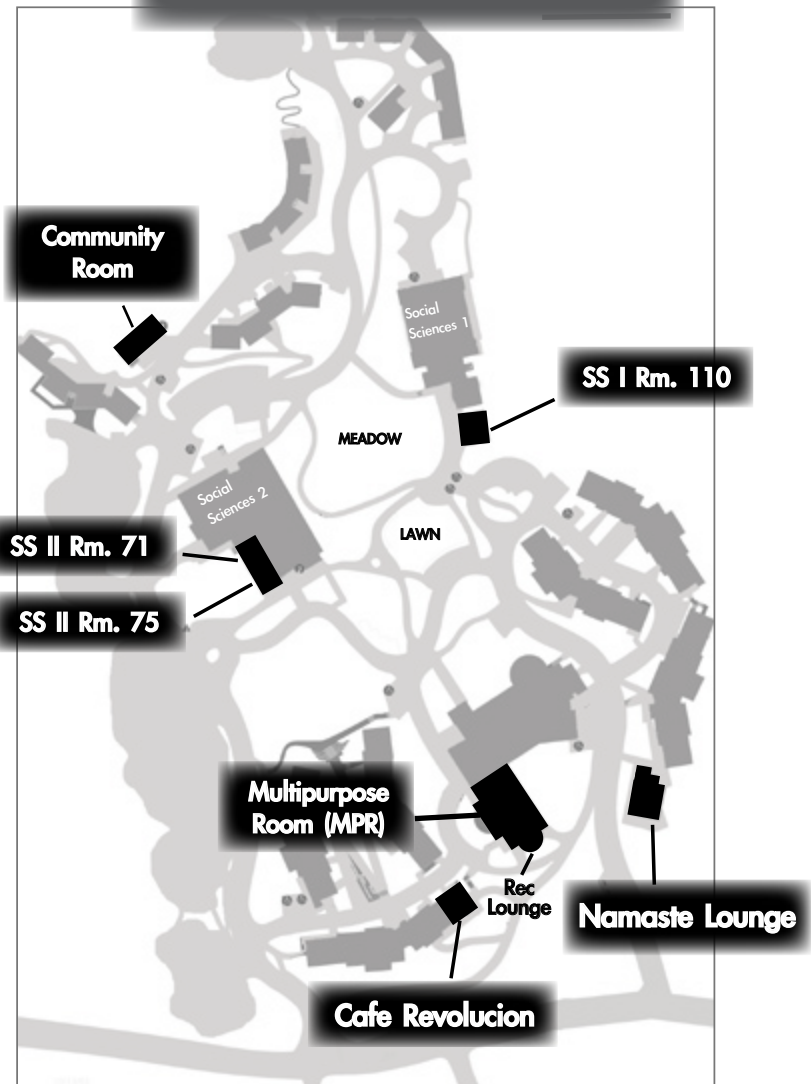 Community
Room
Social
Sciences 1
SS I Rm. 110
MEADOW
Social
Sciences 2
LAWN
SS II Rm. 71
SS II Rm. 75
Multipurpose
Room (MPR)
Rec
Lounge
Namaste Lounge
Cafe Revolucion